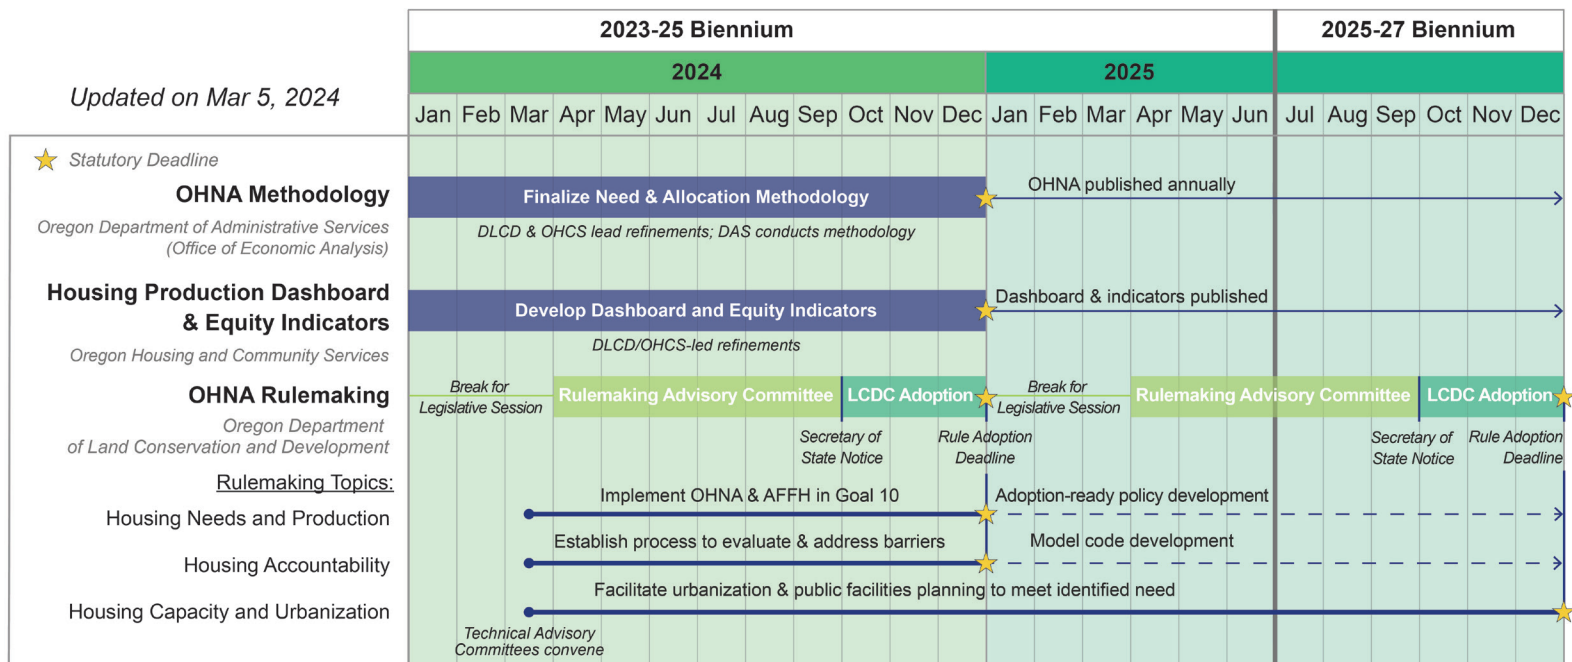 2023-25 Biennium
2025-27 Biennium
2024
2025
Updated on Mar 5, 2024
Jan Feb Mar Apr May Jun Jul Aug Sep Oct Nov Dec Jan Feb Mar Apr May Jun Jul Aug Sep Oct Nov Dec
Statutory Deadline
OHNA Methodology
Oregon Department of Administrative Services
(Office of Economic Analysis)
Finalize Need & Allocation Methodology
DLCD & OHCS lead refinements; DAS conducts methodology
OHNA published annually
Housing Production Dashboard
& Equity Indicators
Oregon Housing and Community Services
Develop Dashboard and Equity Indicators
DLCD/OHCS-led refinements
Dashboard & indicators published
OHNA Rulemaking
Oregon Department
of Land Conservation and Development
Break for
Legislative Session
Rulemaking Advisory Committee
LCDC Adoption
Secretary of
State Notice
Rule Adoption
Deadline
Break for
Legislative Session
Rulemaking Advisory Committee
LCDC Adoption
Secretary of
State Notice
Rule Adoption
Deadline
Rulemaking Topics:
Housing Needs and Production
Implement OHNA & AFFH in Goal 10
Adoption-ready policy development
Housing Accountability
Establish process to evaluate & address barriers
Model code development
Housing Capacity and Urbanization
Facilitate urbanization & public facilities planning to meet identified need
Technical Advisory
Committees convene